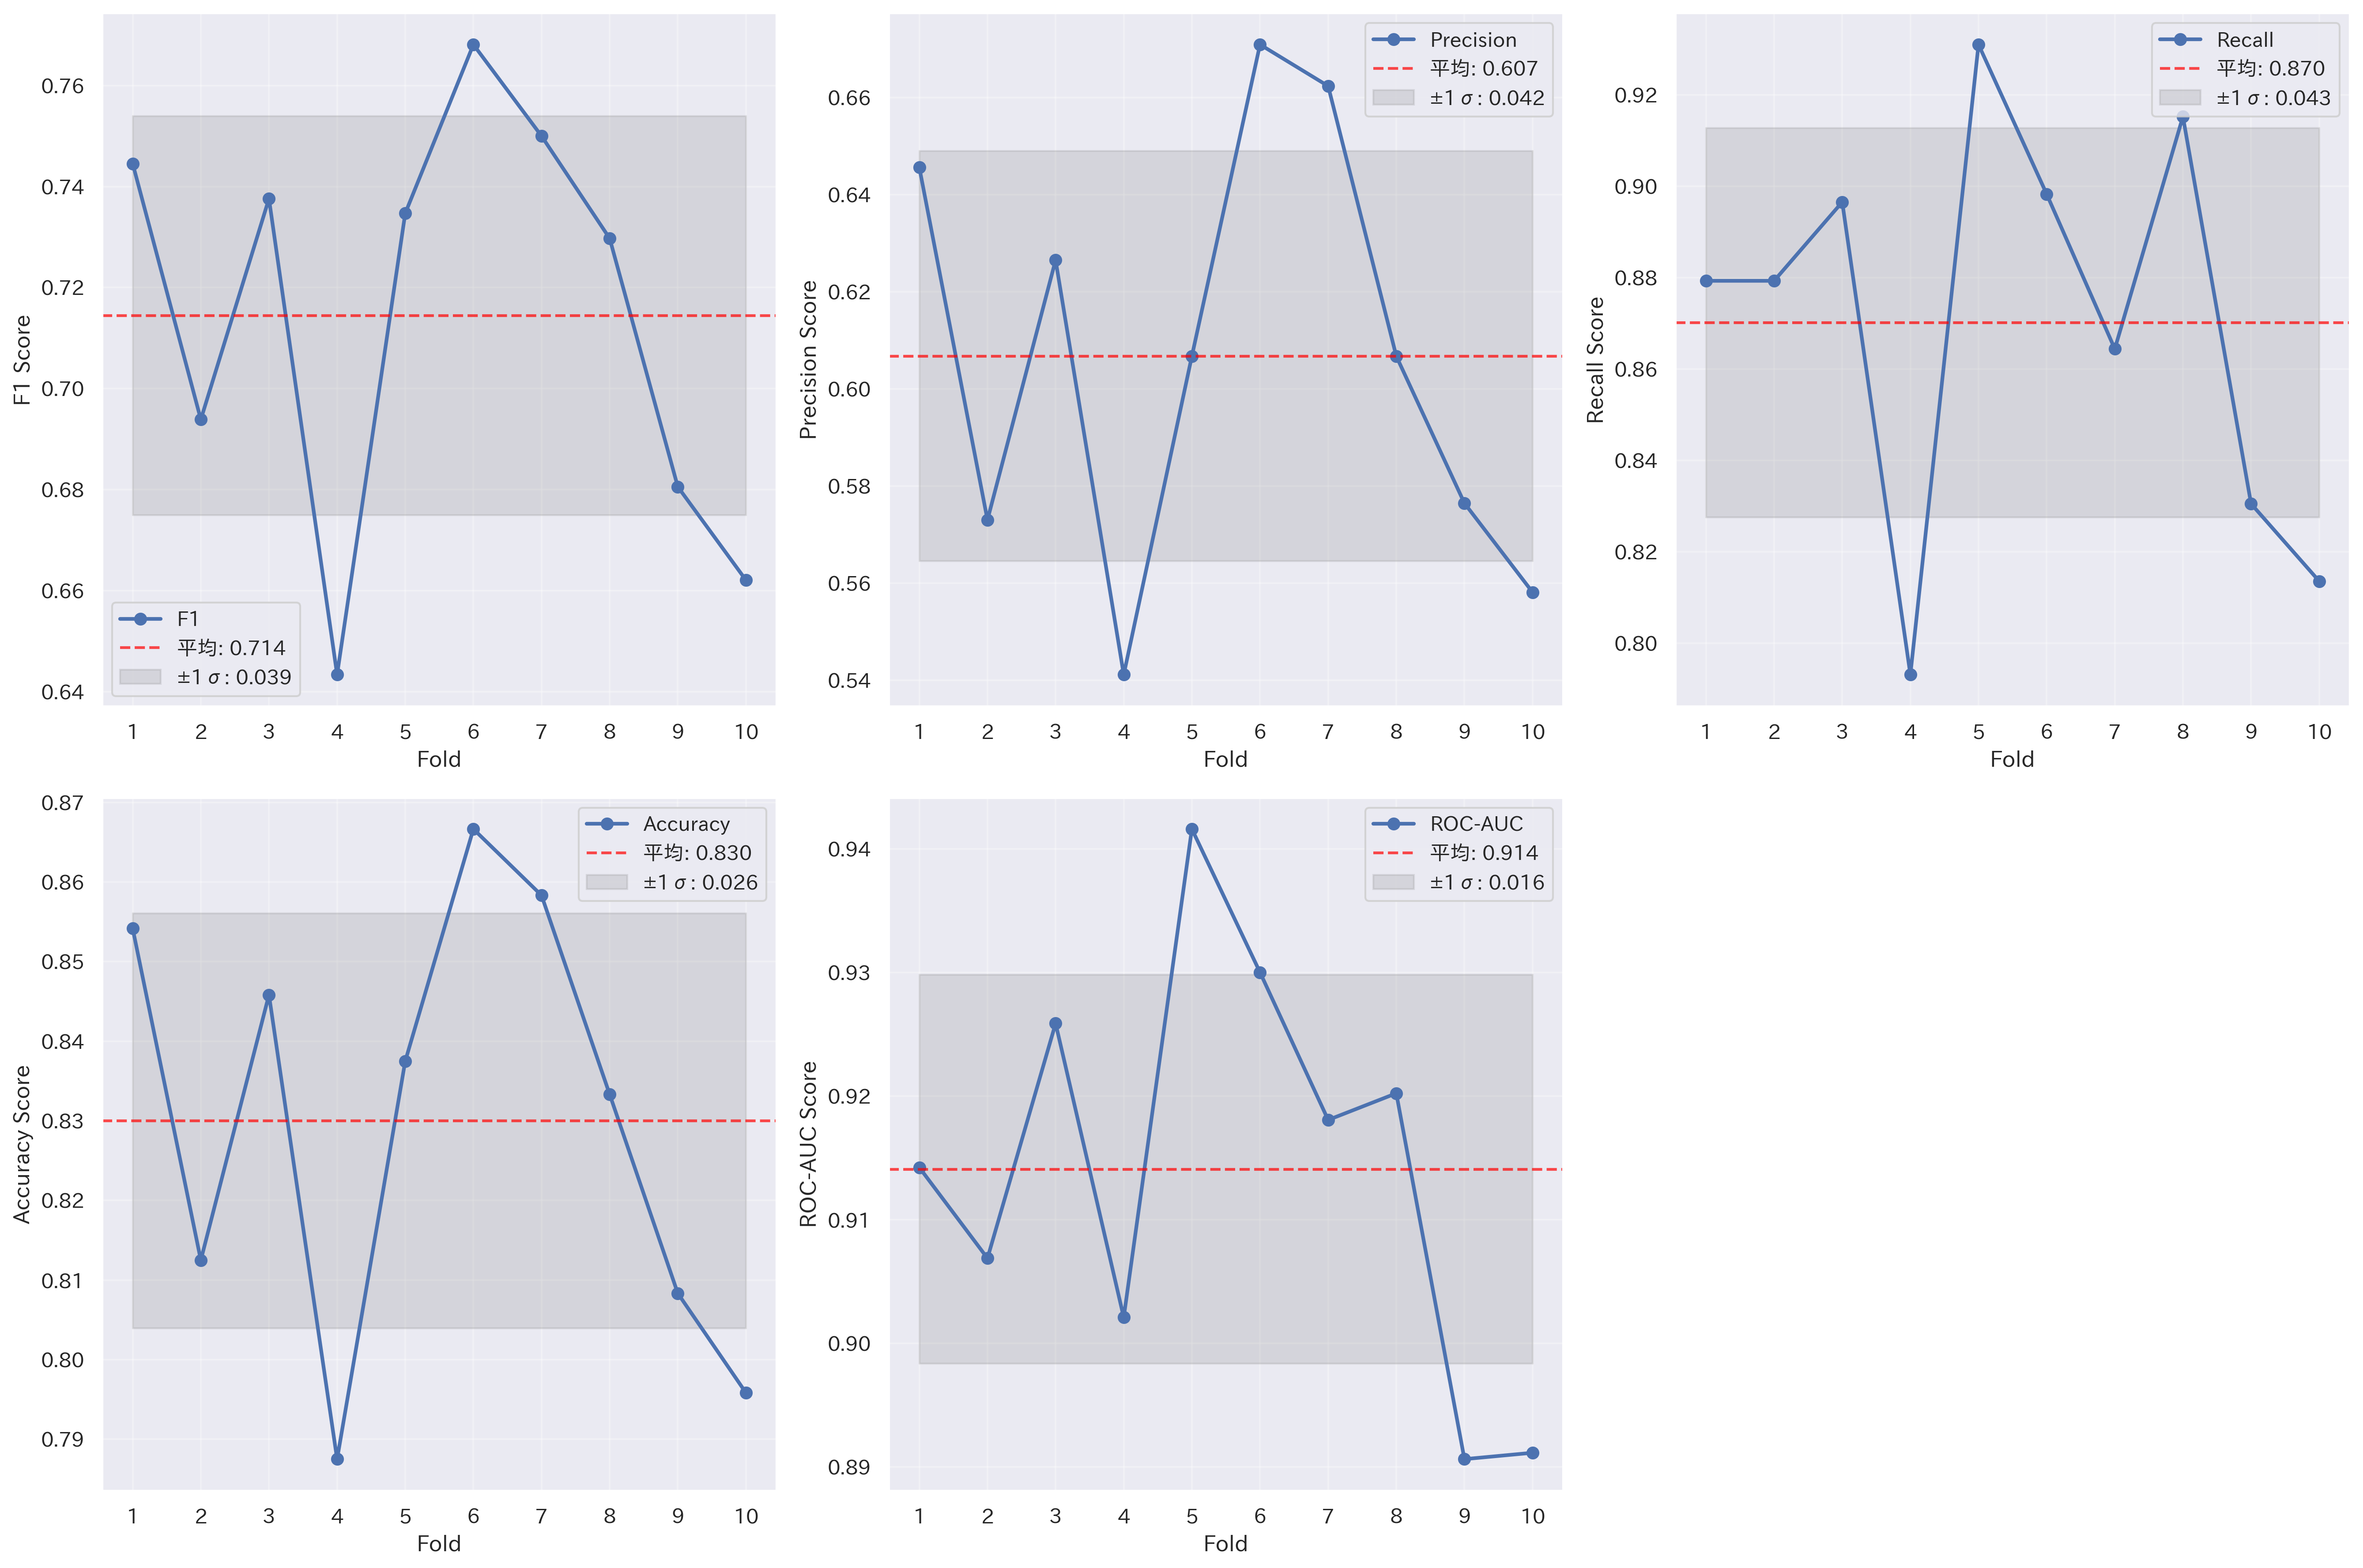 F1 Score
0.76
0.74
0.72
0.70
0.68
0.66
0.64
F1
平均: 0.714
±1 σ: 0.039
1 2 3 4 5 6 7 8 9 10
Fold
Precision Score
0.66
0.64
0.62
0.60
0.58
0.56
0.54
Precision
平均: 0.607
±1 σ: 0.042
1 2 3 4 5 6 7 8 9 10
Fold
Recall Score
0.92
0.90
0.88
0.86
0.84
0.82
0.80
Recall
平均: 0.870
±1 σ: 0.043
1 2 3 4 5 6 7 8 9 10
Fold
Accuracy Score
0.87
0.86
0.85
0.84
0.83
0.82
0.81
0.80
0.79
Accuracy
平均: 0.830
±1 σ: 0.026
1 2 3 4 5 6 7 8 9 10
Fold
ROC-AUC Score
0.94
0.93
0.92
0.91
0.90
0.89
ROC-AUC
平均: 0.914
±1 σ: 0.016
1 2 3 4 5 6 7 8 9 10
Fold